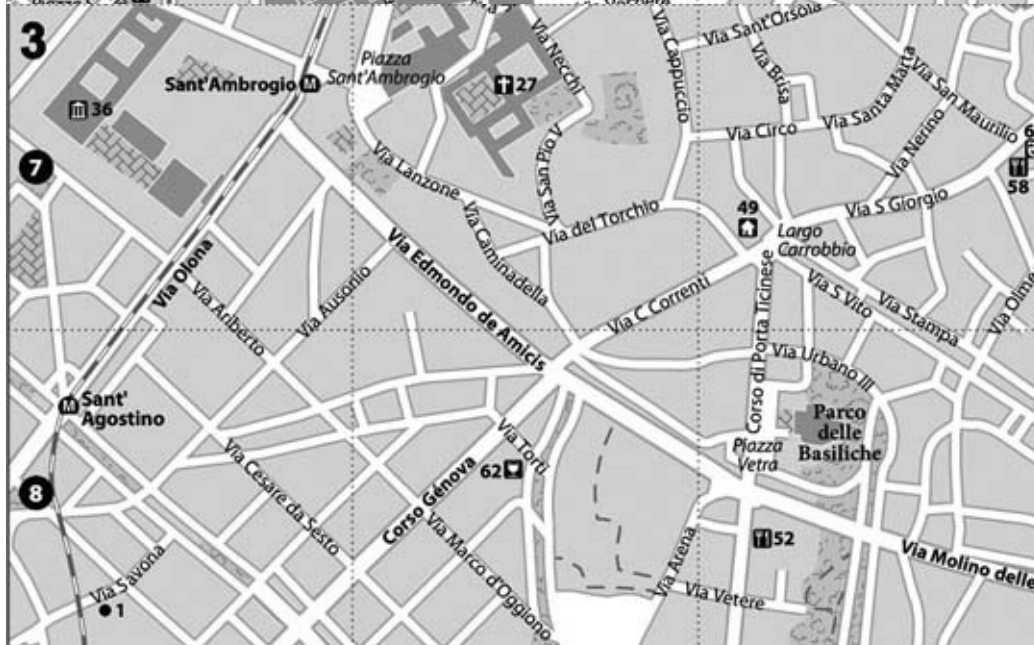 3
Piazza
Sant'Ambrogio
Sant'Ambrogio
M
27
36
Via Necchi
Via Cappuccio
Via Sant'Orsola
Via Brisa
Via Santa Marta
Via San Maurilio
Via Circo
Via Nerino
58
7
Via Lanzone
Via San Pio V
Via del Torchio
49
Via S Giorgio
Largo
Carrobbio
Via Olona
Via Edmondo de Amicis
Via Caminadella
Via Ausonio
Via Ariberto
Via C Correnti
Corso di Porta Ticinese
Via S Vito
Via Stampa
Via Urbano III
M
Sant'
Agostino
Parco
delle
Basiliche
Piazza
Vetra
Via Torti
62
8
Via Cesare da Sesto
Corso Génova
Via Marco d'Oggiono
52
Via Arena
Via Molino delle
Via Savona
1
Via Vetere